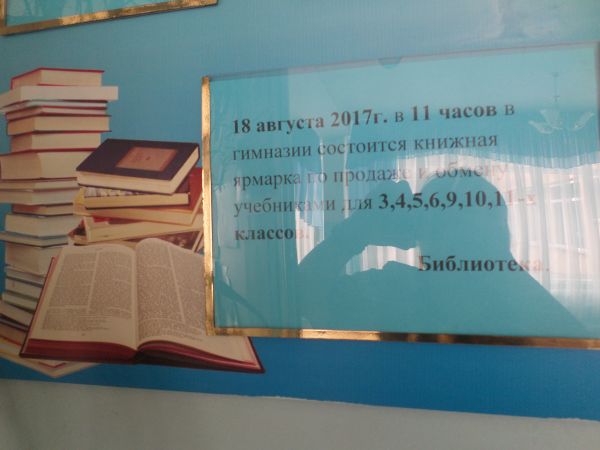 18 августа 2017г. в 11 часов в
гимназии состоится книжная
ярмарка по продаже и обмену
учебниками для 3,4,5,6,9,10,11-х
классов.
Библиотека.